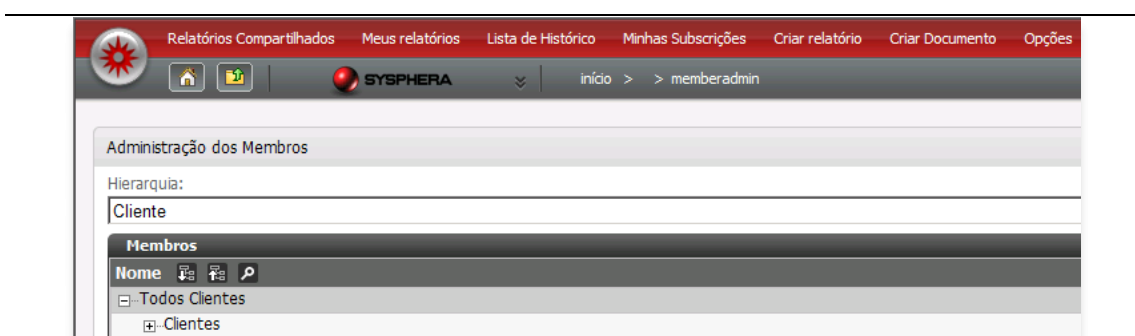 Relatórios Compartilhados Meus relatórios Lista de Histórico Minhas Subscrições Criar relatório Criar Documento Opções
SYSPHERA início > > memberadmin
Administração dos Membros
Hierarquia:
Cliente
Membros
Nome
Todos Clientes
Clientes